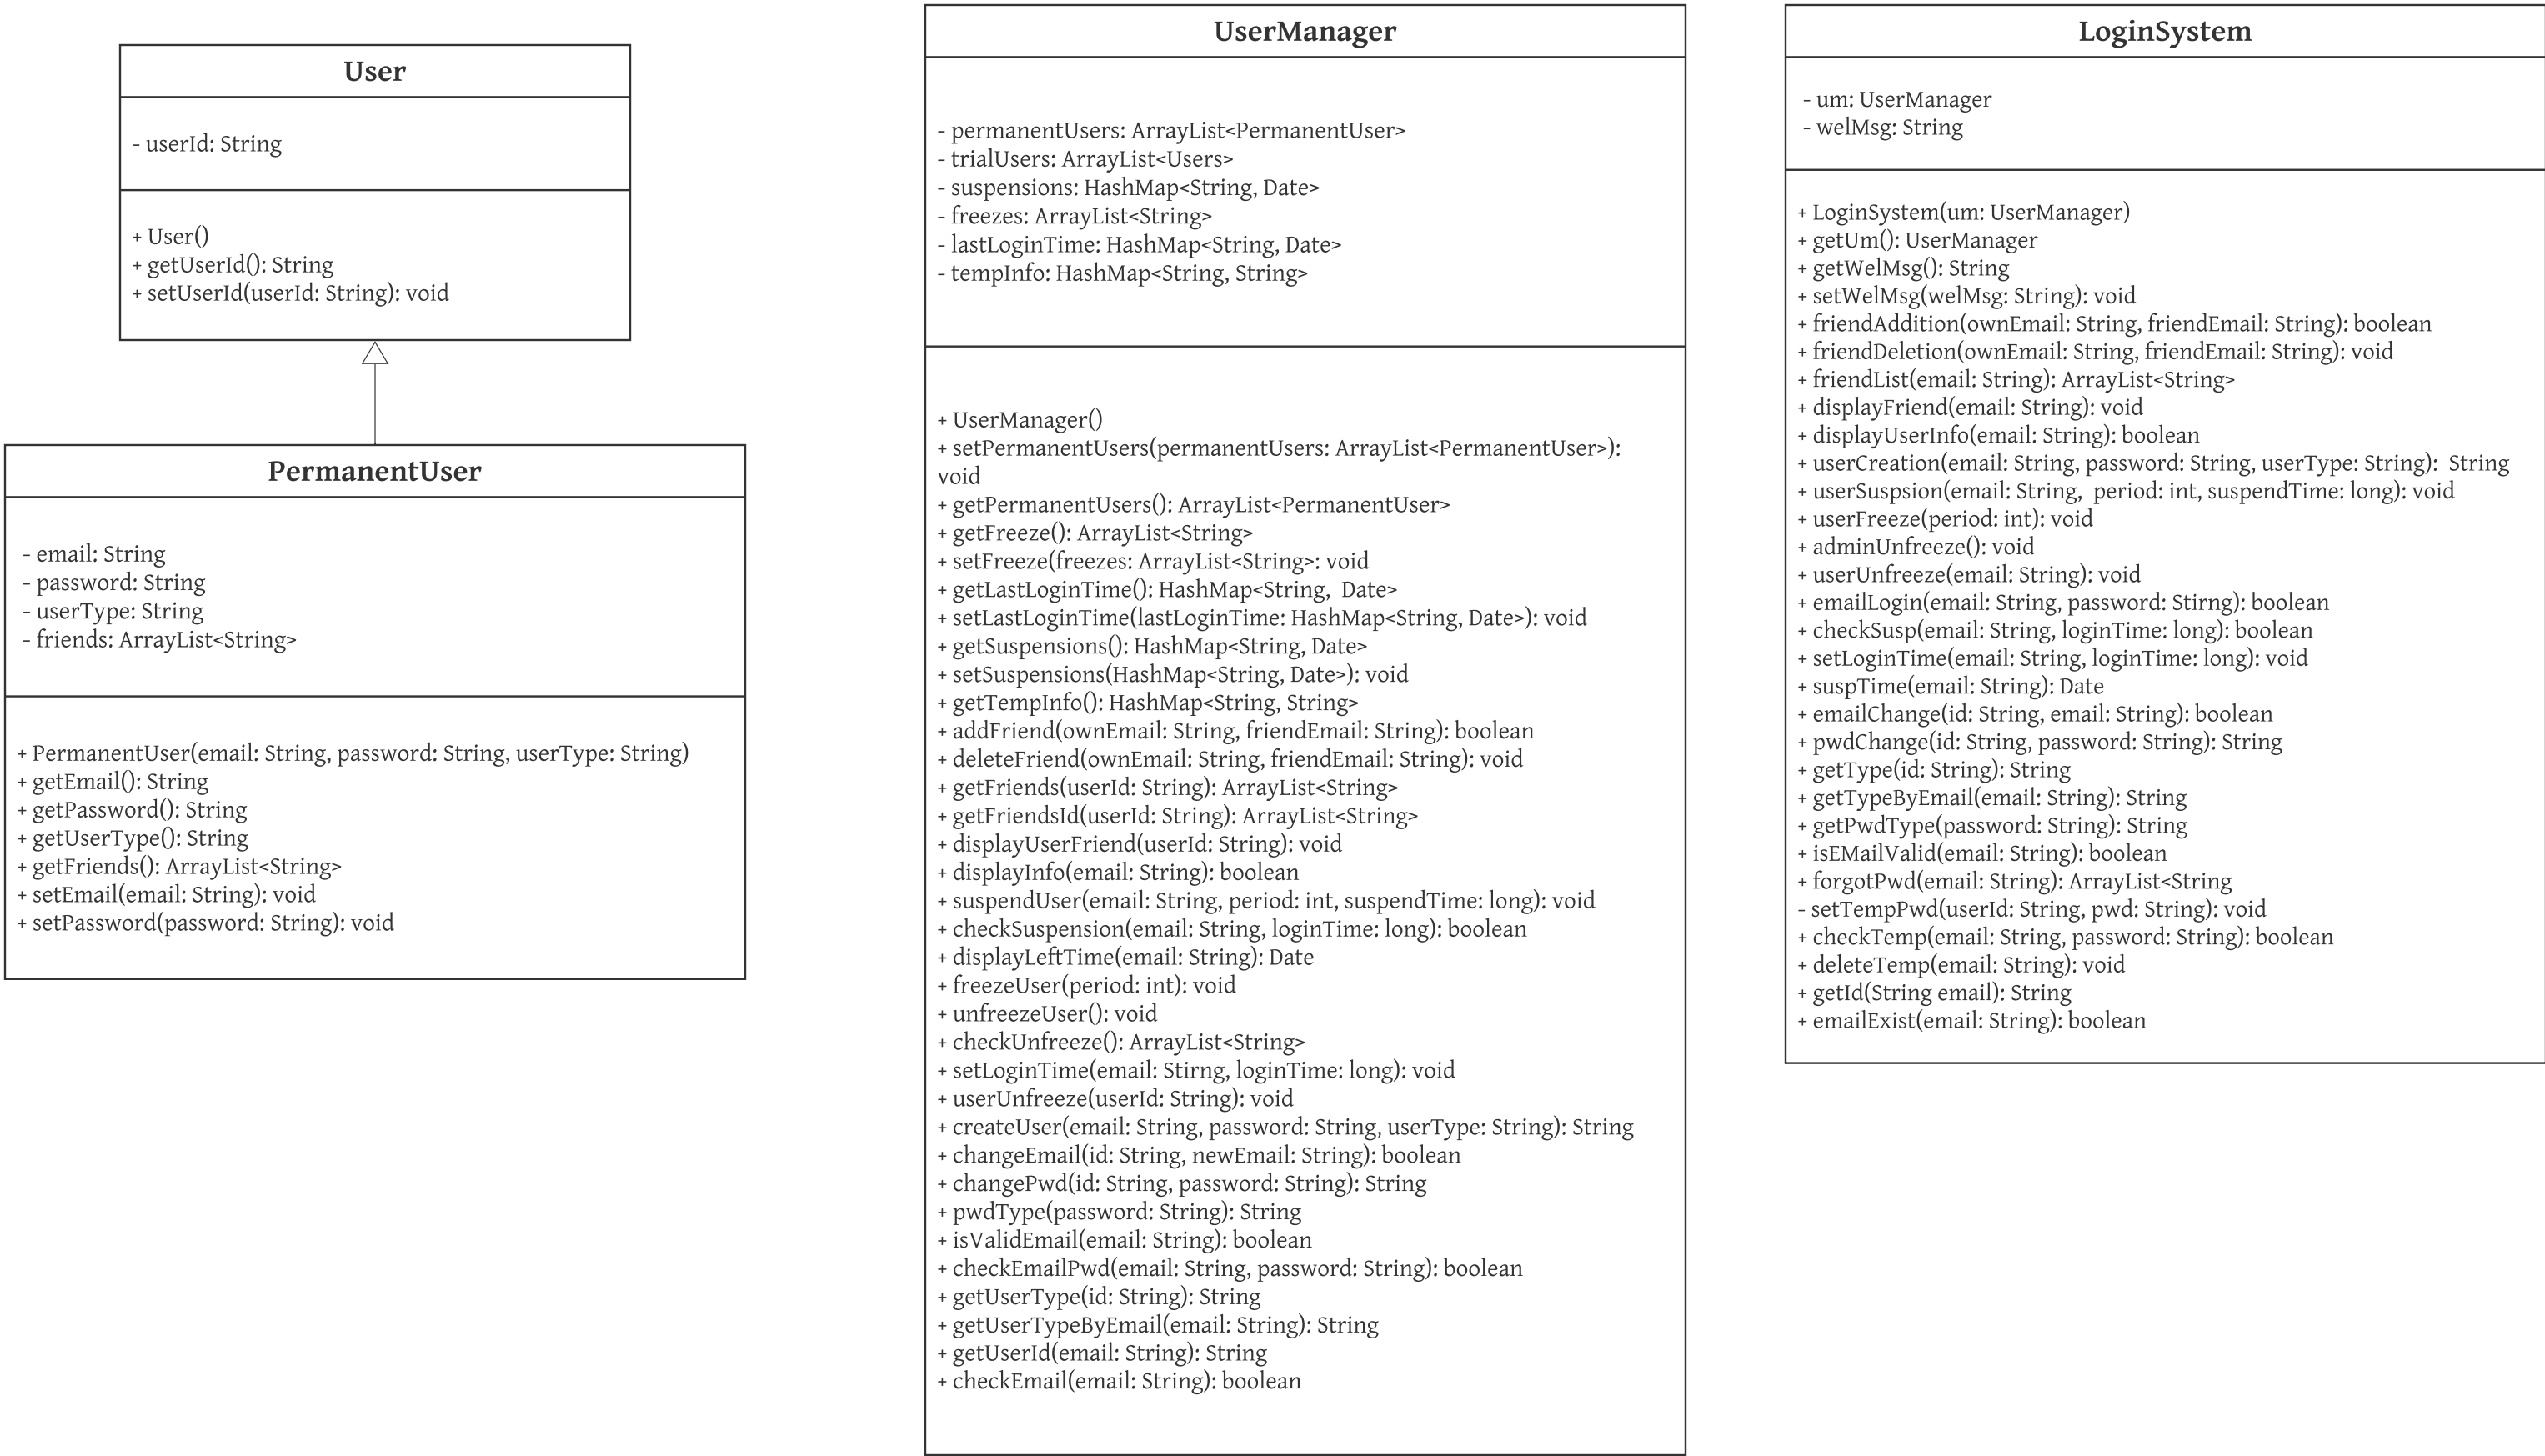 User
- userId: String
+ User()
+ getUserId(): String
+ setUserId(userId: String): void
PermanentUser
- email: String
- password: String
- userType: String
- friends: ArrayList<String>
+ PermanentUser(email: String, password: String, userType: String)
+ getEmail(): String
+ getPassword(): String
+ getUserType(): String
+ getFriends(): ArrayList<String>
+ setEmail(email: String): void
+ setPassword(password: String): void
UserManager
- permanentUsers: ArrayList<PermanentUser>
- trialUsers: ArrayList<Users>
- suspensions: HashMap<String, Date>
- freezes: ArrayList<String>
- lastLoginTime: HashMap<String, Date>
- tempInfo: HashMap<String, String>
+ UserManager()
+ setPermanentUsers(permanentUsers: ArrayList<PermanentUser>):
void
+ getPermanentUsers(): ArrayList<PermanentUser>
+ getFreeze(): ArrayList<String>
+ setFreeze(freezes: ArrayList<String>: void
+ getLastLoginTime(): HashMap<String,  Date>
+ setLastLoginTime(lastLoginTime: HashMap<String, Date>): void
+ getSuspensions(): HashMap<String, Date>
+ setSuspensions(HashMap<String, Date>): void
+ getTempInfo(): HashMap<String, String>
+ addFriend(ownEmail: String, friendEmail: String): boolean
+ deleteFriend(ownEmail: String, friendEmail: String): void
+ getFriends(userId: String): ArrayList<String>
+ getFriendsId(userId: String): ArrayList<String>
+ displayUserFriend(userId: String): void
+ displayInfo(email: String): boolean
+ suspendUser(email: String, period: int, suspendTime: long): void
+ checkSuspension(email: String, loginTime: long): boolean
+ displayLeftTime(email: String): Date
+ freezeUser(period: int): void
+ unfreezeUser(): void
+ checkUnfreeze(): ArrayList<String>
+ setLoginTime(email: Stirng, loginTime: long): void
+ userUnfreeze(userId: String): void
+ createUser(email: String, password: String, userType: String): String
+ changeEmail(id: String, newEmail: String): boolean
+ changePwd(id: String, password: String): String
+ pwdType(password: String): String
+ isValidEmail(email: String): boolean
+ checkEmailPwd(email: String, password: String): boolean
+ getUserType(id: String): String
+ getUserTypeByEmail(email: String): String
+ getUserId(email: String): String
+ checkEmail(email: String): boolean
LoginSystem
- um: UserManager
- welMsg: String
+ LoginSystem(um: UserManager)
+ getUm(): UserManager
+ getWelMsg(): String
+ setWelMsg(welMsg: String): void
+ friendAddition(ownEmail: String, friendEmail: String): boolean
+ friendDeletion(ownEmail: String, friendEmail: String): void
+ friendList(email: String): ArrayList<String>
+ displayFriend(email: String): void
+ displayUserInfo(email: String): boolean
+ userCreation(email: String, password: String, userType: String):  String
+ userSuspsion(email: String,  period: int, suspendTime: long): void
+ userFreeze(period: int): void
+ adminUnfreeze(): void
+ userUnfreeze(email: String): void
+ emailLogin(email: String, password: Stirng): boolean
+ checkSusp(email: String, loginTime: long): boolean
+ setLoginTime(email: String, loginTime: long): void
+ suspTime(email: String): Date
+ emailChange(id: String, email: String): boolean
+ pwdChange(id: String, password: String): String
+ getType(id: String): String
+ getTypeByEmail(email: String): String
+ getPwdType(password: String): String
+ isEMailValid(email: String): boolean
+ forgotPwd(email: String): ArrayList<String
- setTempPwd(userId: String, pwd: String): void
+ checkTemp(email: String, password: String): boolean
+ deleteTemp(email: String): void
+ getId(String email): String
+ emailExist(email: String): boolean